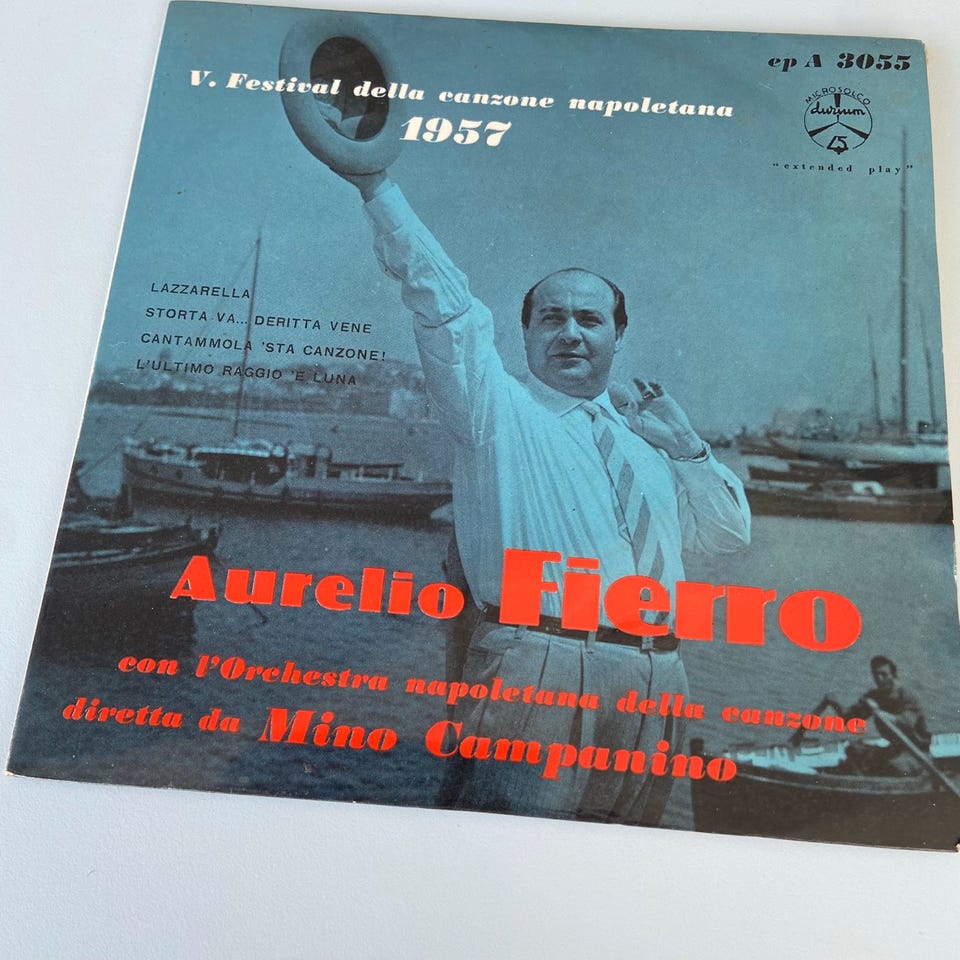 V. Festival della canzone napoletana
1957
ep A 3055
MICROSOLCO
durium
45
"extended play"
LAZZARELLA
STORTA VA... DERITTA VENE
CANTAMMOLA 'STA CANZONE!
L'ULTIMO RAGGIO 'E LUNA
Aurelio Fierro
con l'Orchestra napoletana della canzone
diretta da Mino Campanino